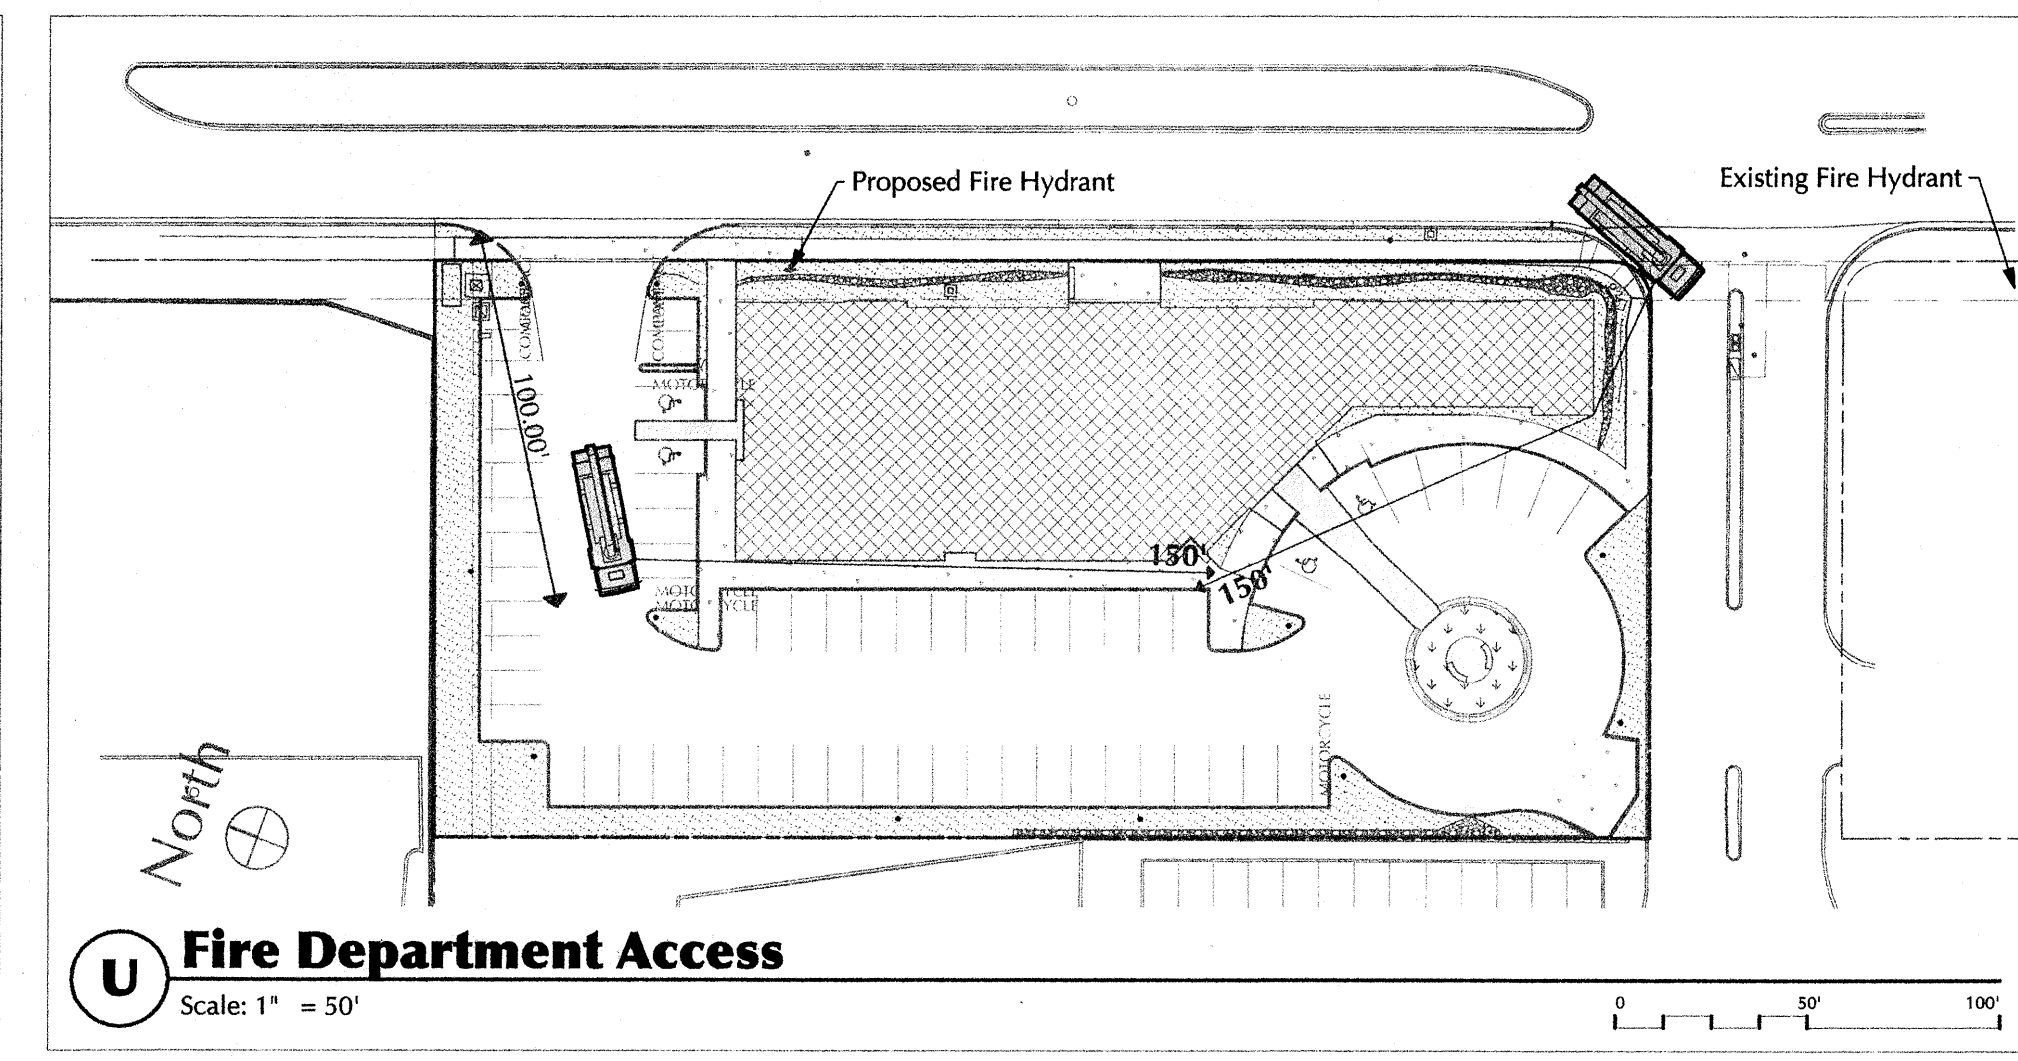 Proposed Fire Hydrant
Existing Fire Hydrant
COMPACT
COMPACT
MOTORCYCLE
100.00'
150'
150'
MOTORCYCLE
MOTORCYCLE
MOTORCYCLE
North
U
Fire Department Access
Scale: 1" = 50'
0 50' 100'